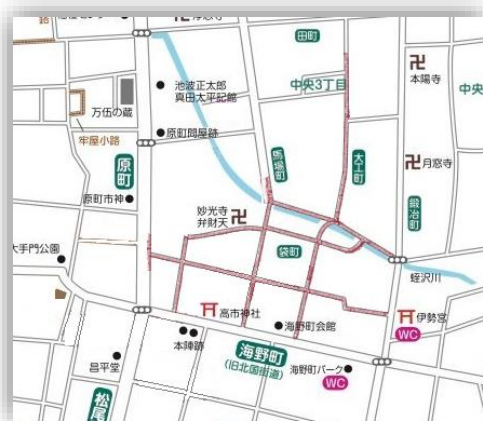 田町
池波正太郎
真田太平記館
中央3丁目
本陽寺
中央
万伍の蔵
牢屋小路
原町問屋跡
原町
馬場町
大工町
月窓寺
鍛冶町
原町市神
妙光寺
弁財天
袋町
大手門公園
蛭沢川
高市神社
海野町会館
伊勢宮
WC
本陣跡
海野町
(旧北国街道)
海野町パーク
WC
邑平堂
松尾